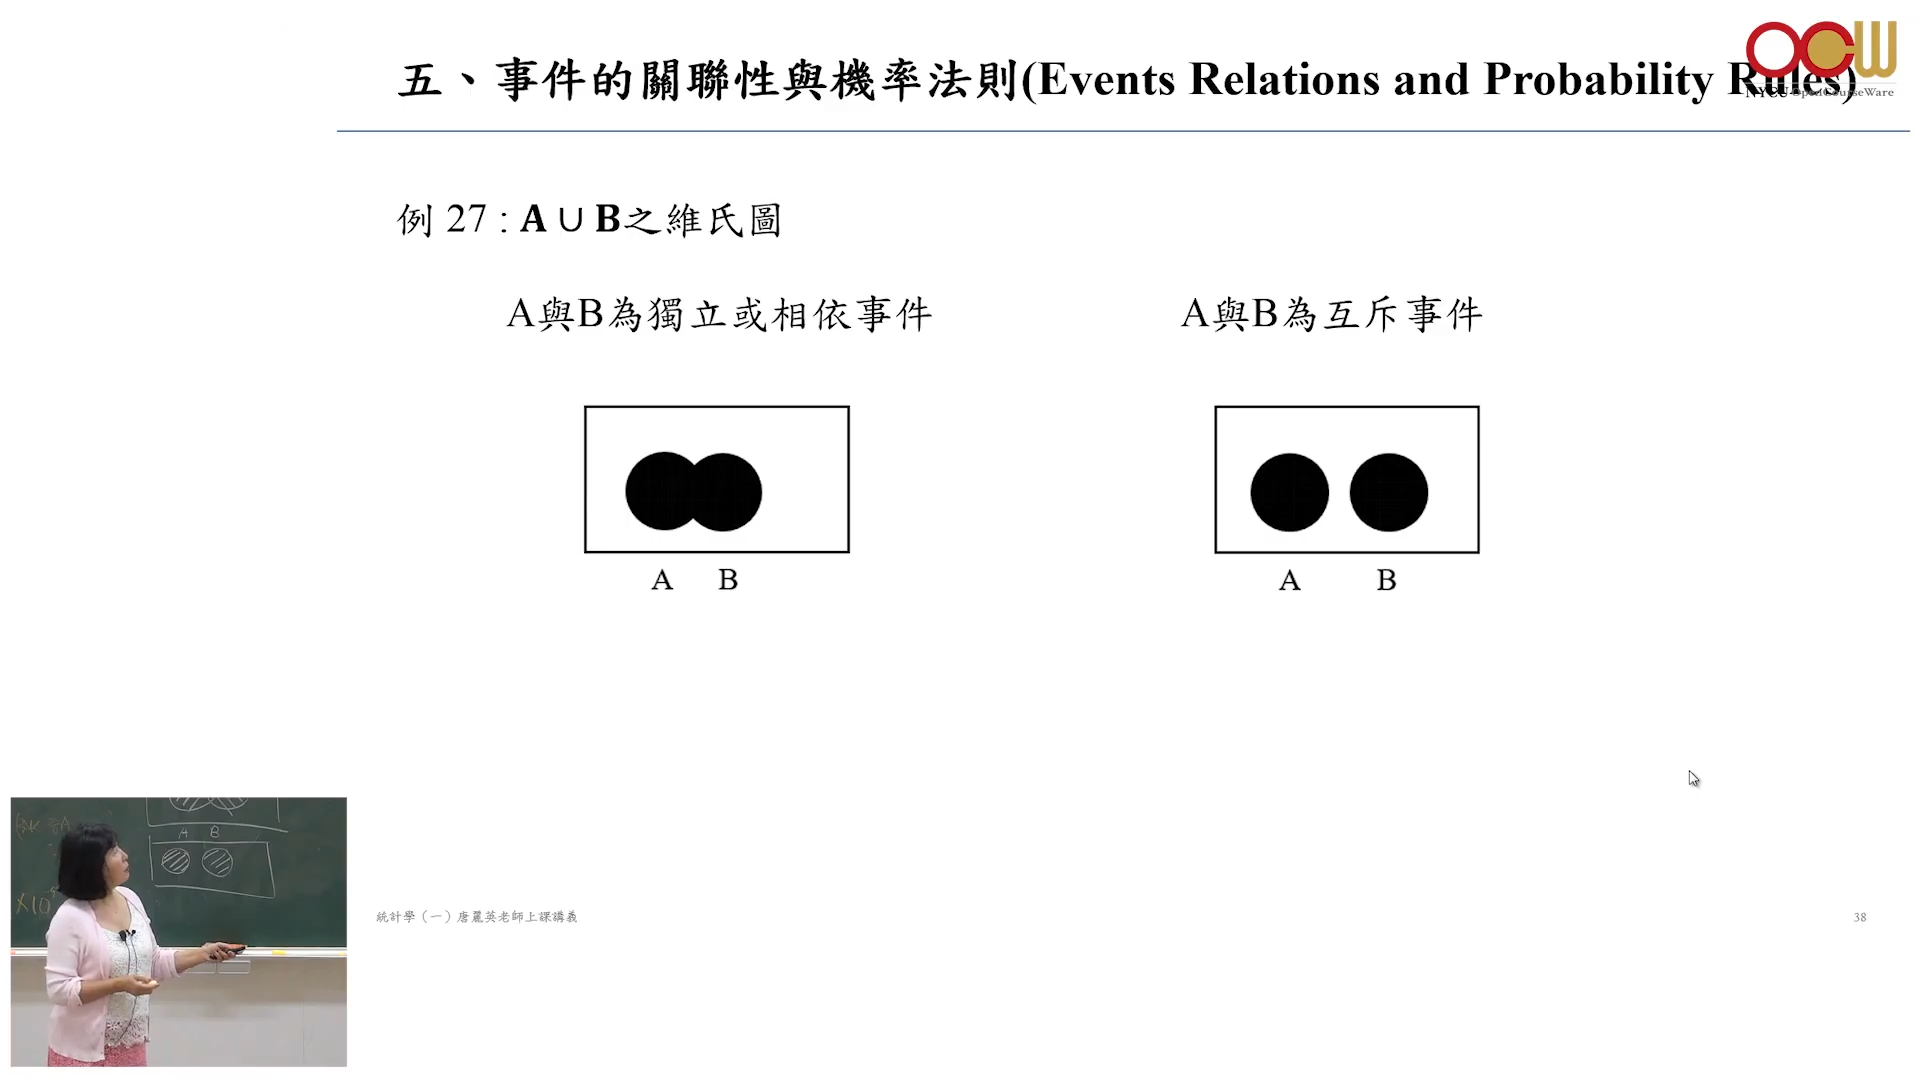 五、事件的關聯性與機率法則(Events Relations and Probability Rules)
OCW
NYCU OpenCourseWare
例 27 : A ∪ B之維氏圖
A與B為獨立或相依事件
A與B為互斥事件
A B
A B
A B
×10⁻⁵
統計學（一）唐麗英老師上課講義
38